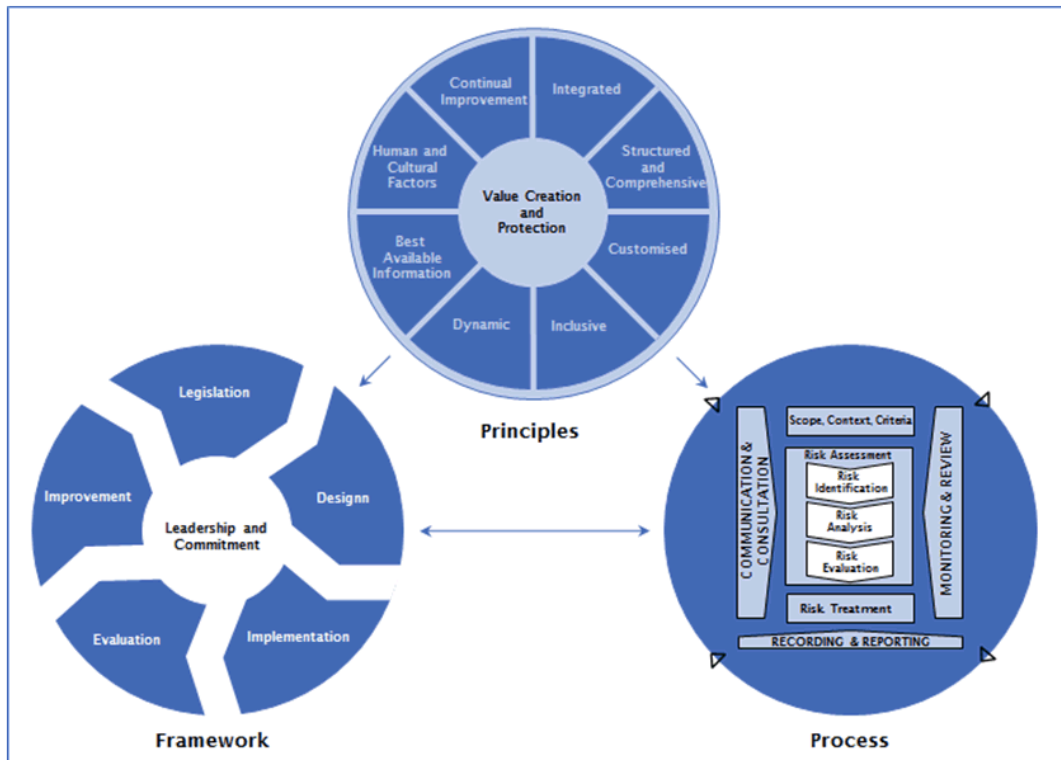 Continual
Improvement
Integrated
Human and
Cultural
Factors
Structured
and
Comprehensive
Value Creation
and
Protection
Best
Available
Information
Customised
Dynamic
Inclusive
Principles
Legislation
Improvement
Designn
Leadership and
Commitment
Evaluation
Implementation
Framework
COMMUNICATION &
CONSULTATION
Scope, Context, Criteria
Risk Assessment
Risk
Identification
Risk
Analysis
Risk
Evaluation
Risk Treatment
MONITORING & REVIEW
RECORDING & REPORTING
Process